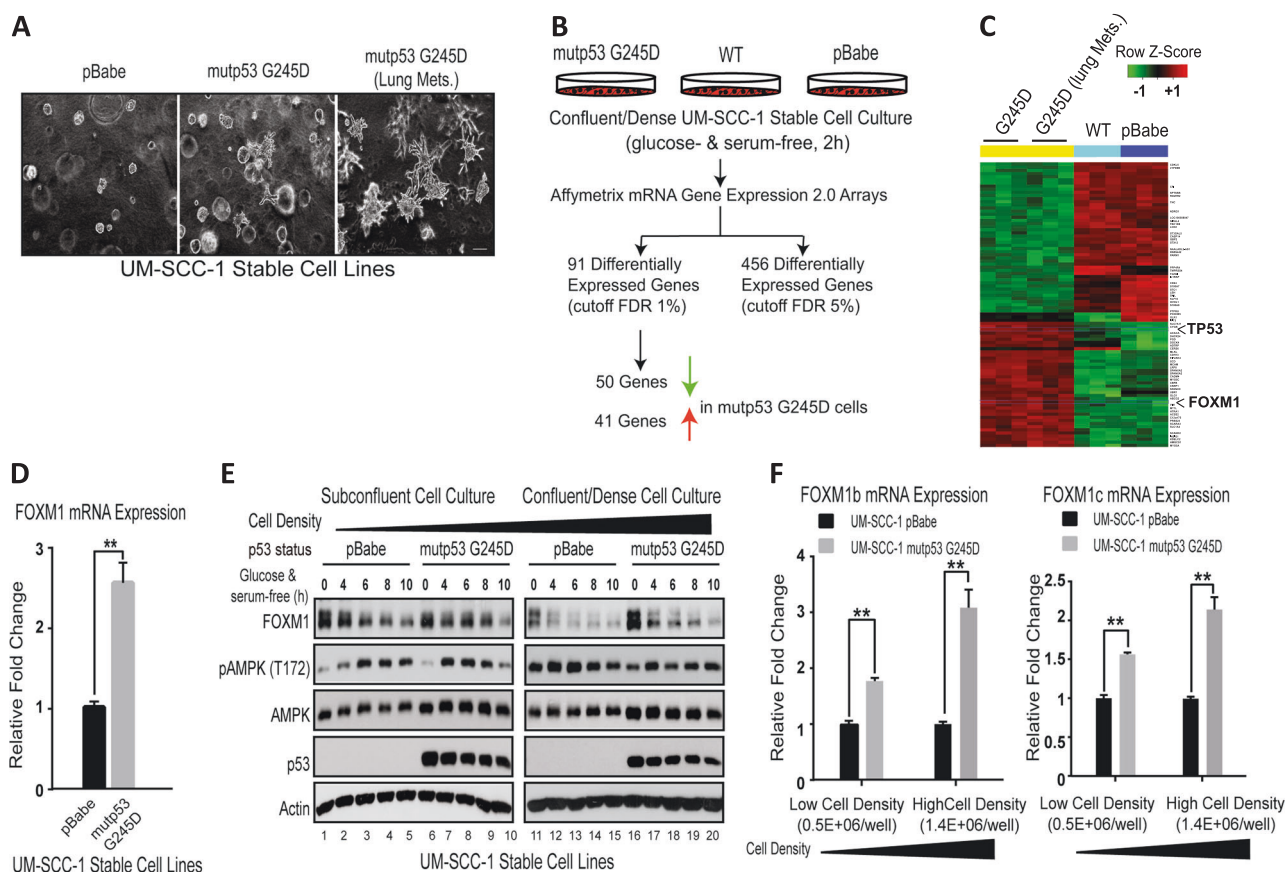 A
pBabe
mutp53 G245D
mutp53 G245D
(Lung Mets.)
UM-SCC-1 Stable Cell Lines
B
mutp53 G245D
WT
pBabe
Confluent/Dense UM-SCC-1 Stable Cell Culture
(glucose- & serum-free, 2h)
Affymetrix mRNA Gene Expression 2.0 Arrays
91 Differentially
Expressed Genes
(cutoff FDR 1%)
456 Differentially
Expressed Genes
(cutoff FDR 5%)
50 Genes
41 Genes
in mutp53 G245D cells
C
Row Z-Score
-1 +1
G245D
G245D (lung Mets.)
WT
pBabe
<TP53
<FOXM1
D
FOXM1 mRNA Expression
**
Relative Fold Change
3
2
1
0
pBabe
mutp53
G245D
UM-SCC-1 Stable Cell Lines
E
Subconfluent Cell Culture
Confluent/Dense Cell Culture
Cell Density
p53 status
pBabe
mutp53 G245D
pBabe
mutp53 G245D
Glucose &
serum-free (h)
0 4 6 8 10 0 4 6 8 10 0 4 6 8 10 0 4 6 8 10
FOXM1
pAMPK (T172)
AMPK
p53
Actin
1 2 3 4 5 6 7 8 9 10 11 12 13 14 15 16 17 18 19 20
UM-SCC-1 Stable Cell Lines
F
FOXM1b mRNA Expression
UM-SCC-1 pBabe
UM-SCC-1 mutp53 G245D
Relative Fold Change
4
3
2
1
0
**
**
Low Cell Density
(0.5E+06/well)
HighCell Density
(1.4E+06/well)
Cell Density
FOXM1c mRNA Expression
UM-SCC-1 pBabe
UM-SCC-1 mutp53 G245D
Relative Fold Change
2.5
2
1.5
1
0.5
0
**
**
Low Cell Density
(0.5E+06/well)
High Cell Density
(1.4E+06/well)